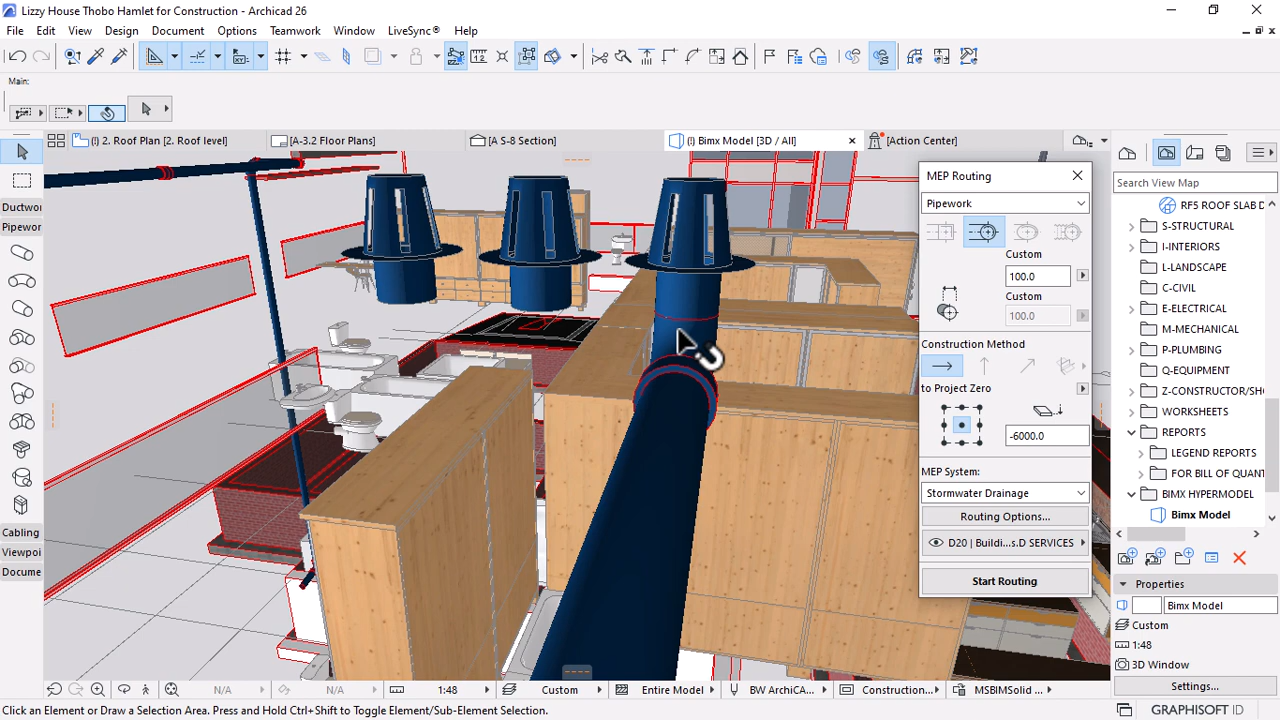 Lizzy House Thobo Hamlet for Construction - Archicad 26
File Edit View Design Document Options Teamwork Window LiveSync® Help
Main:
(!) 2. Roof Plan [2. Roof level] [A-3.2 Floor Plans] [A S-8 Section] (!) Bimx Model [3D / All] [Action Center]
Ductwor
Pipewor
Cabling
Viewpoi
Docume
MEP Routing
Pipework
Custom
100.0
Custom
100.0
Construction Method
to Project Zero
-6000.0
MEP System:
Stormwater Drainage
Routing Options...
D20 | Buildi...s.D SERVICES
Start Routing
Search View Map
RF5 ROOF SLAB D
S-STRUCTURAL
I-INTERIORS
L-LANDSCAPE
C-CIVIL
E-ELECTRICAL
M-MECHANICAL
P-PLUMBING
Q-EQUIPMENT
Z-CONSTRUCTOR/SH
WORKSHEETS
REPORTS
LEGEND REPORTS
FOR BILL OF QUANT
BIMX HYPERMODEL
Bimx Model
Properties
Bimx Model
Custom
1:48
3D Window
Settings...
N/A N/A 1:48 Custom Entire Model BW ArchiCA... Construction... MSBIMSolid ...
Click an Element or Draw a Selection Area. Press and Hold Ctrl+Shift to Toggle Element/Sub-Element Selection.
GRAPHISOFT ID